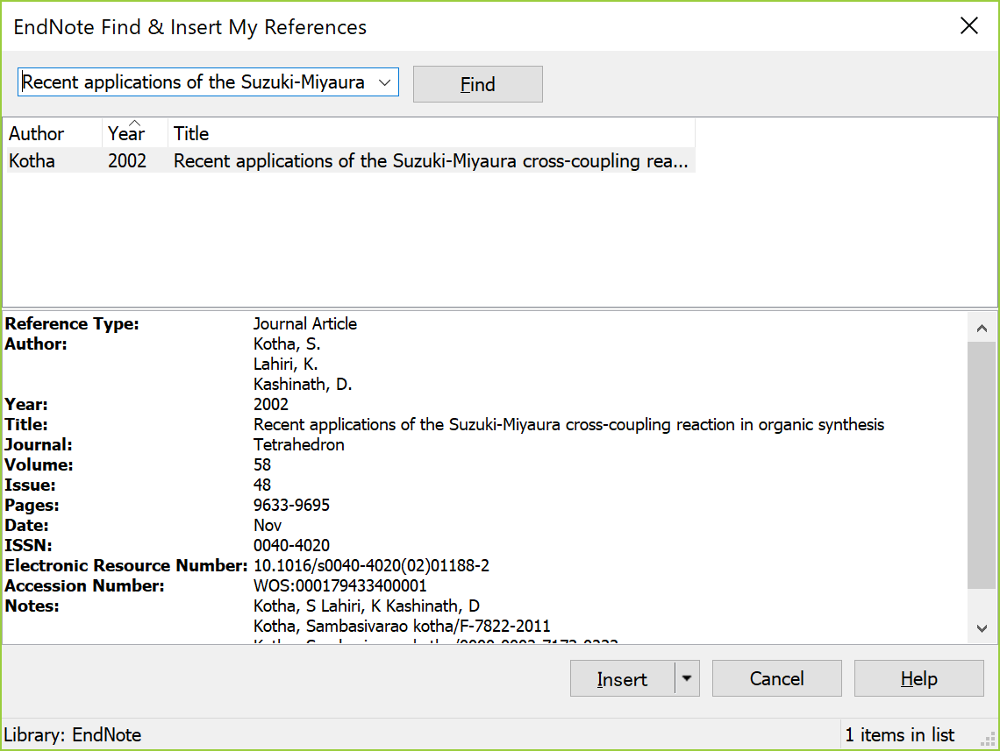 EndNote Find & Insert My References
Recent applications of the Suzuki-Miyaura
Find
Author Year Title
Kotha 2002 Recent applications of the Suzuki-Miyaura cross-coupling rea...
Reference Type: Journal Article
Author: Kotha, S.
Lahiri, K.
Kashinath, D.
Year: 2002
Title: Recent applications of the Suzuki-Miyaura cross-coupling reaction in organic synthesis
Journal: Tetrahedron
Volume: 58
Issue: 48
Pages: 9633-9695
Date: Nov
ISSN: 0040-4020
Electronic Resource Number: 10.1016/s0040-4020(02)01188-2
Accession Number: WOS:000179433400001
Notes: Kotha, S Lahiri, K Kashinath, D
Kotha, Sambasivarao kotha/F-7822-2011
Insert Cancel Help
Library: EndNote 1 items in list